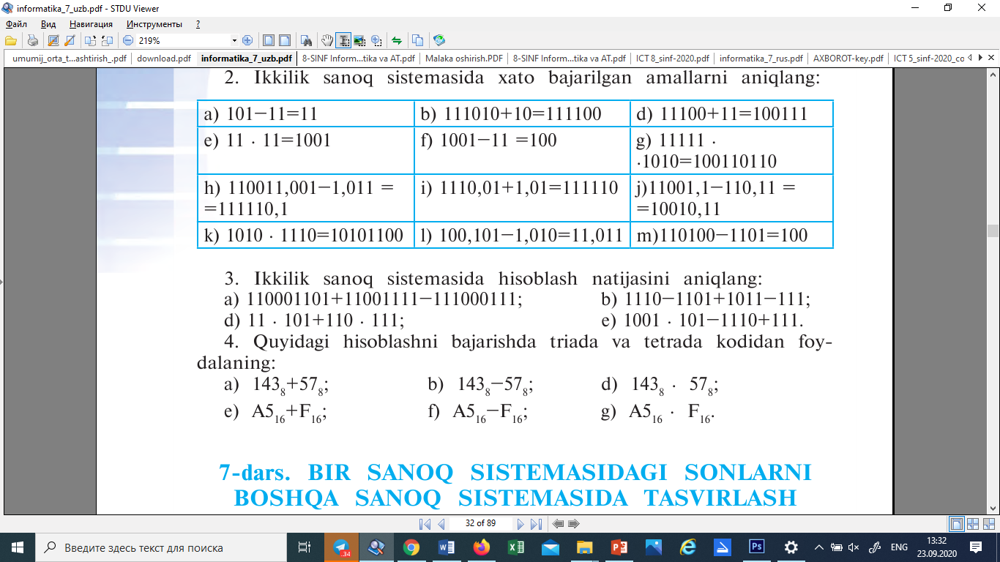 informatika_7_uzb.pdf - STDU Viewer
Файл Вид Навигация Инструменты ?
219%
umumij_orta_t...ashtirish_.pdf download.pdf informatika_7_uzb.pdf 8-SINF Inform...tika va AT.pdf Malaka oshirish.PDF 8-SINF Inform...tika va AT.pdf ICT 8_sinf-2020.pdf informatika_7_rus.pdf AXBOROT-key.pdf ICT 5_sinf-2020_co
2. Ikkilik sanoq sistemasida xato bajarilgan amallarni aniqlang:
a) 101−11=11 b) 111010+10=111100 d) 11100+11=100111
e) 11 · 11=1001 f) 1001−11 =100 g) 11111 ·
·1010=100110110
h) 110011,001−1,011 = i) 1110,01+1,01=111110 j)11001,1−110,11 =
=111110,1 =10010,11
k) 1010 · 1110=10101100 l) 100,101−1,010=11,011 m)110100−1101=100
3. Ikkilik sanoq sistemasida hisoblash natijasini aniqlang:
a) 110001101+11001111−111000111; b) 1110−1101+1011−111;
d) 11 · 101+110 · 111; e) 1001 · 101−1110+111.
4. Quyidagi hisoblashni bajarishda triada va tetrada kodidan foy-
dalaning:
a) 143₈+57₈; b) 143₈−57₈; d) 143₈ · 57₈;
e) A5₁₆+F₁₆; f) A5₁₆−F₁₆; g) A5₁₆ · F₁₆.
7-dars. BIR SANOQ SISTEMASIDAGI SONLARNI
BOSHQA SANOQ SISTEMASIDA TASVIRLASH
32 of 89
Введите здесь текст для поиска
.34
ENG
13:32
23.09.2020